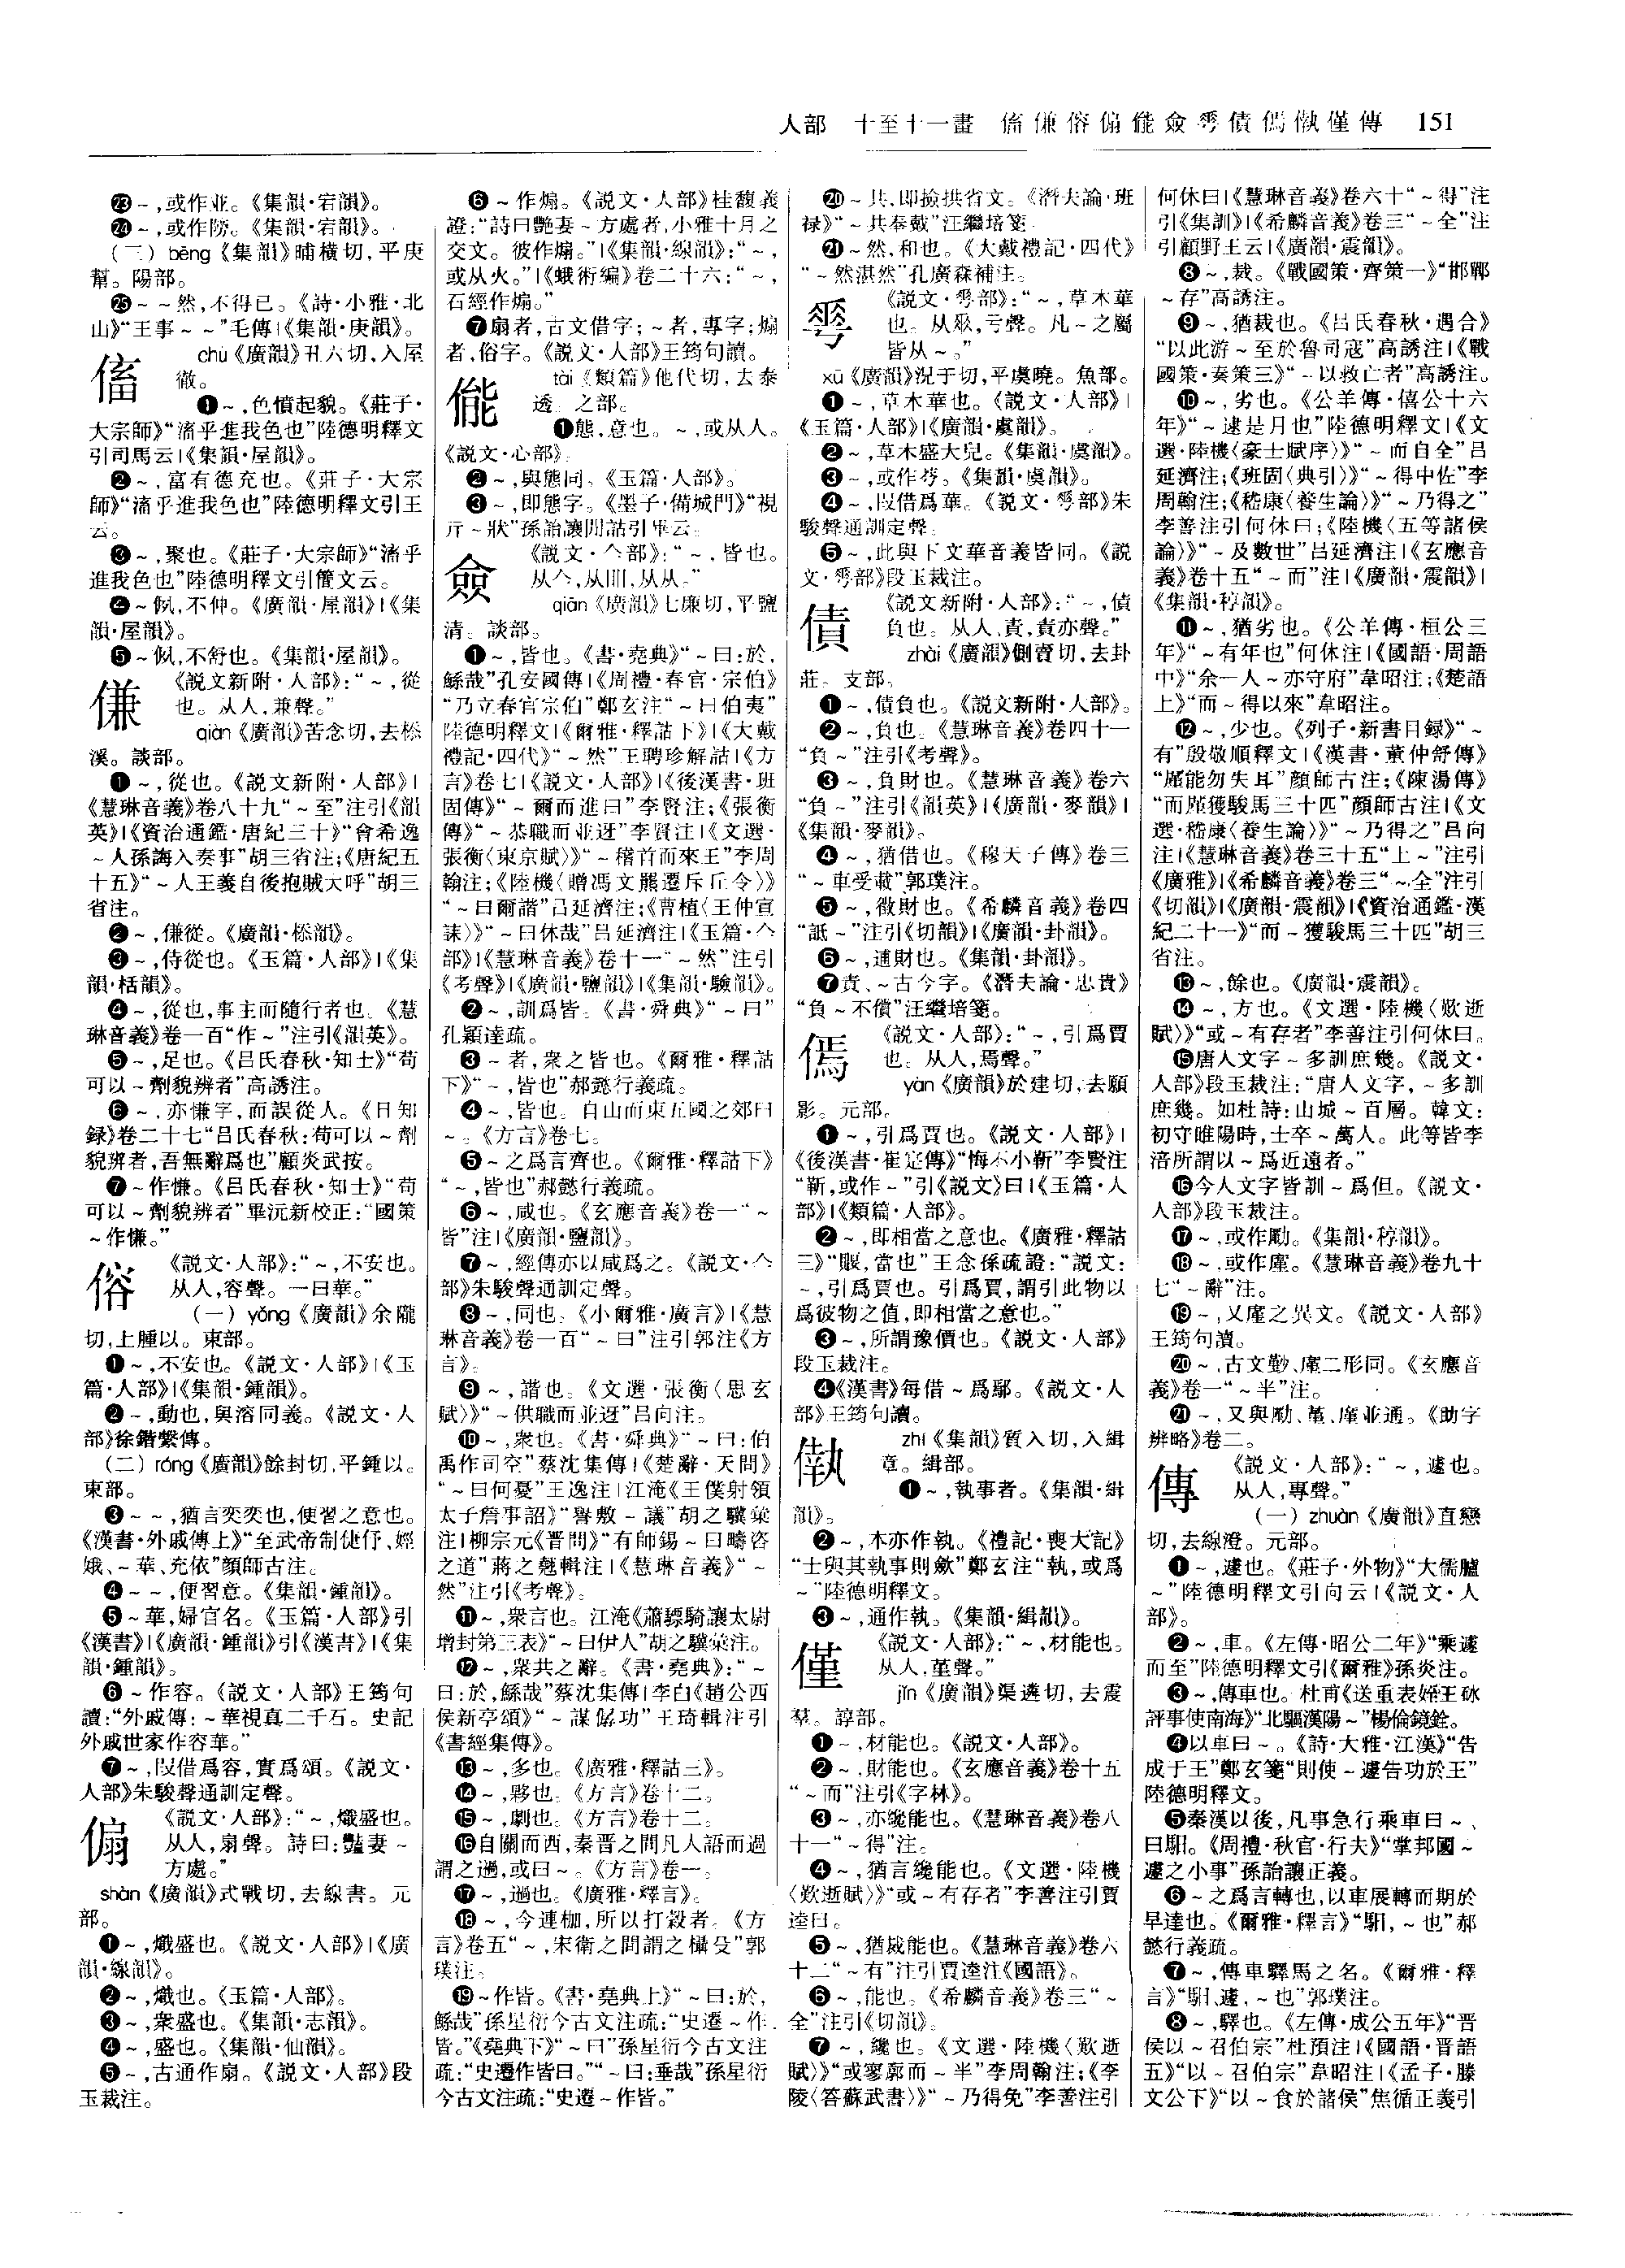 人部　十至十一畫　傗傔傛傓儱僉𠌶債傿㑺僅傳　151
㉓～,或作並。《集韻·宕韻》。
㉔～,或作防。《集韻·宕韻》。
(三) bēng《集韻》晡橫切,平庚
幫。陽部。
㉕～～然,不得已。《詩·小雅·北
山》“王事～～”毛傳|《集韻·庚韻》。
傗
chù《廣韻》丑六切,入屋
徹。
❶～,色憤起貌。《莊子·
大宗師》“滀乎進我色也”陸德明釋文
引司馬云|《集韻·屋韻》。
❷～,富有德充也。《莊子·大宗
師》“滀乎進我色也”陸德明釋文引王
云。
❸～,聚也。《莊子·大宗師》“滀乎
進我色也”陸德明釋文引簡文云。
❹～㑉,不伸。《廣韻·屋韻》|《集
韻·屋韻》。
❺～㑉,不舒也。《集韻·屋韻》。
傔
《説文新附·人部》:“～,從
也。从人,兼聲。”
qiàn《廣韻》苦念切,去㮇
溪。談部。
❶～,從也。《説文新附·人部》|
《慧琳音義》卷八十九“～至”注引《韻
英》|《資治通鑑·唐紀三十》“會希逸
～人孫誨入奏事”胡三省注;《唐紀五
十五》“～人王義自後抱賊大呼”胡三
省注。
❷～,傔從。《廣韻·㮇韻》。
❸～,侍從也。《玉篇·人部》|《集
韻·栝韻》。
❹～,從也,事主而隨行者也。《慧
琳音義》卷一百“作～”注引《韻英》。
❺～,足也。《吕氏春秋·知士》“苟
可以～劑貌辨者”高誘注。
❻～,亦慊字,而誤從人。《日知
録》卷二十七“吕氏春秋:苟可以～劑
貌辨者,吾無辭爲也”顧炎武按。
❼～作慊。《吕氏春秋·知士》“苟
可以～劑貌辨者”畢沅新校正:“國策
～作慊。”
傛
《説文·人部》:“～,不安也。
从人,容聲。一曰華。”
(一) yǒng《廣韻》余隴
切,上腫以。東部。
❶～,不安也。《説文·人部》|《玉
篇·人部》|《集韻·鍾韻》。
❷～,動也,與溶同義。《説文·人
部》徐鍇繫傳。
(二) róng《廣韻》餘封切,平鍾以。
東部。
❸～～,猶言奕奕也,便習之意也。
《漢書·外戚傳上》“至武帝制倢伃、娙
娥、～華、充依”顏師古注。
❹～～,便習意。《集韻·鍾韻》。
❺～華,婦官名。《玉篇·人部》引
《漢書》|《廣韻·鍾韻》引《漢書》|《集
韻·鍾韻》。
❻～作容。《説文·人部》王筠句
讀:“外戚傳:～華視真二千石。史記
外戚世家作容華。”
❼～,叚借爲容,實爲頌。《説文·
人部》朱駿聲通訓定聲。
傓
《説文·人部》:“～,熾盛也。
从人,扇聲。詩曰:豔妻～
方處。”
shàn《廣韻》式戰切,去線書。元
部。
❶～,熾盛也。《説文·人部》|《廣
韻·線韻》。
❷～,熾也。《玉篇·人部》。
❸～,衆盛也。《集韻·志韻》。
❹～,盛也。《集韻·仙韻》。
❺～,古通作扇。《説文·人部》段
玉裁注。
❻～作煽。《説文·人部》桂馥義
證:“詩曰艷妻～方處者,小雅十月之
交文。彼作煽。”|《集韻·線韻》:“～,
或从火。”|《蛾術編》卷二十六:“～,
石經作煽。”
❼扇者,古文借字;～者,專字;煽
者,俗字。《説文·人部》王筠句讀。
㑷
tài《類篇》他代切,去泰
透。之部。
❶態,意也。～,或从人。
《説文·心部》。
❷～,與態同。《玉篇·人部》。
❸～,即態字。《墨子·備城門》“視
亓～狀”孫詒讓閒詁引畢云。
僉
《説文·亼部》:“～,皆也。
从亼,从吅,从从。”
qiān《廣韻》七廉切,平鹽
清。談部。
❶～,皆也。《書·堯典》“～曰:於,
鯀哉”孔安國傳|《周禮·春官·宗伯》
“乃立春官宗伯”鄭玄注“～曰伯夷”
陸德明釋文|《爾雅·釋詁下》|《大戴
禮記·四代》“～然”王聘珍解詁|《方
言》卷七|《説文·人部》|《後漢書·班
固傳》“～爾而進曰”李賢注;《張衡
傳》“～恭職而並迓”李賢注|《文選·
張衡〈東京賦〉》“～稽首而來王”李周
翰注;《陸機〈贈馮文羆遷斥丘令〉》
“～曰爾諧”吕延濟注;《曹植〈王仲宣
誄〉》“～曰休哉”吕延濟注|《玉篇·亼
部》|《慧琳音義》卷十一“～然”注引
《考聲》|《廣韻·鹽韻》|《集韻·驗韻》。
❷～,訓爲皆。《書·舜典》“～曰”
孔穎達疏。
❸～者,衆之皆也。《爾雅·釋詁
下》“～,皆也”郝懿行義疏。
❹～,皆也。自山而東五國之郊曰
～。《方言》卷七。
❺～之爲言齊也。《爾雅·釋詁下》
“～,皆也”郝懿行義疏。
❻～,咸也。《玄應音義》卷一“～
皆”注|《廣韻·鹽韻》。
❼～,經傳亦以咸爲之。《説文·亼
部》朱駿聲通訓定聲。
❽～,同也。《小爾雅·廣言》|《慧
琳音義》卷一百“～曰”注引郭注《方
言》。
❾～,諧也。《文選·張衡〈思玄
賦〉》“～供職而並迓”吕向注。
❿～,衆也。《書·舜典》“～曰:伯
禹作司空”蔡沈集傳|《楚辭·天問》
“～曰何憂”王逸注|江淹《王僕射領
太子詹事詔》“譽敷～議”胡之驥彙
注|柳宗元《晋問》“有師錫～曰疇咨
之道”蔣之翹輯注|《慧琳音義》“～
然”注引《考聲》。
⓫～,衆言也。江淹《蕭驃騎讓太尉
增封第三表》“～曰伊人”胡之驥彙注。
⓬～,衆共之辭。《書·堯典》:“～
曰:於,鯀哉”蔡沈集傳|李白《趙公西
侯新亭頌》“～謀僝功”王琦輯注引
《書經集傳》。
⓭～,多也。《廣雅·釋詁三》。
⓮～,夥也。《方言》卷十二。
⓯～,劇也。《方言》卷十二。
⓰自關而西,秦晋之間凡人語而過
謂之過,或曰～。《方言》卷一。
⓱～,過也。《廣雅·釋言》。
⓲～,今連枷,所以打穀者。《方
言》卷五“～,宋衛之間謂之欇殳”郭
璞注。
⓳～作皆。《書·堯典上》“～曰:於,
鯀哉”孫星衍今古文注疏:“史遷～作
皆。”《堯典下》“～曰”孫星衍今古文注
疏:“史遷作皆曰。”“～曰:垂哉”孫星衍
今古文注疏:“史遷～作皆。”
⓴～共,即撿拱省文。《潛夫論·班
禄》“～共奉戴”汪繼培箋。
㉑～然,和也。《大戴禮記·四代》
“～然湛然”孔廣森補注。
𠌶
《説文·𠌶部》:“～,草木華
也。从𠂹,亏聲。凡～之屬
皆从～。”
xū《廣韻》況于切,平虞曉。魚部。
❶～,草木華也。《説文·人部》|
《玉篇·人部》|《廣韻·虞韻》。
❷～,草木盛大皃。《集韻·虞韻》。
❸～,或作荂。《集韻·虞韻》。
❹～,叚借爲華。《説文·𠌶部》朱
駿聲通訓定聲。
❺～,此與下文華音義皆同。《説
文·𠌶部》段玉裁注。
債
《説文新附·人部》:“～,債
負也。从人,責,責亦聲。”
zhài《廣韻》側賣切,去卦
莊。支部。
❶～,債負也。《説文新附·人部》。
❷～,負也。《慧琳音義》卷四十一
“負～”注引《考聲》。
❸～,負財也。《慧琳音義》卷六
“負～”注引《韻英》|《廣韻·麥韻》|
《集韻·麥韻》。
❹～,猶借也。《穆天子傳》卷三
“～車受載”郭璞注。
❺～,徵財也。《希麟音義》卷四
“詆～”注引《切韻》|《廣韻·卦韻》。
❻～,逋財也。《集韻·卦韻》。
❼責、～古今字。《潛夫論·忠貴》
“負～不償”汪繼培箋。
傿
《説文·人部》:“～,引爲賈
也。从人,焉聲。”
yàn《廣韻》於建切,去願
影。元部。
❶～,引爲賈也。《説文·人部》|
《後漢書·崔寔傳》“悔不小靳”李賢注
“靳,或作～”引《説文》曰|《玉篇·人
部》|《類篇·人部》。
❷～,即相當之意也。《廣雅·釋詁
三》“賑,當也”王念孫疏證:“説文:
～,引爲賈也。引爲賈,謂引此物以
爲彼物之值,即相當之意也。”
❸～,所謂豫價也。《説文·人部》
段玉裁注。
❹《漢書》每借～爲鄢。《説文·人
部》王筠句讀。
zhí《集韻》質入切,入緝
章。緝部。
❶～,執事者。《集韻·緝
韻》。
❷～,本亦作執。《禮記·喪大記》
“士與其執事則斂”鄭玄注“執,或爲
～”陸德明釋文。
❸～,通作執。《集韻·緝韻》。
僅
《説文·人部》:“～,材能也。
从人,堇聲。”
jǐn《廣韻》渠遴切,去震
羣。諄部。
❶～,材能也。《説文·人部》。
❷～,財能也。《玄應音義》卷十五
“～而”注引《字林》。
❸～,亦纔能也。《慧琳音義》卷八
十一“～得”注。
❹～,猶言纔能也。《文選·陸機
〈歎逝賦〉》“或～有存者”李善注引賈
逵曰。
❺～,猶裁能也。《慧琳音義》卷六
十二“～有”注引賈逵注《國語》。
❻～,能也。《希麟音義》卷三“～
全”注引《切韻》。
❼～,纔也。《文選·陸機〈歎逝
賦〉》“或寥廓而～半”李周翰注;《李
陵〈答蘇武書〉》“～乃得免”李善注引
何休曰|《慧琳音義》卷六十“～得”注
引《集訓》|《希麟音義》卷三“～全”注
引顧野王云|《廣韻·震韻》。
❽～,裁。《戰國策·齊策一》“邯鄲
～存”高誘注。
❾～,猶裁也。《吕氏春秋·遇合》
“以此游～至於魯司寇”高誘注|《戰
國策·秦策三》“～以救亡者”高誘注。
❿～,劣也。《公羊傳·僖公十六
年》“～逮是月也”陸德明釋文|《文
選·陸機〈豪士賦序〉》“～而自全”吕
延濟注;《班固〈典引〉》“～得中佐”李
周翰注;《嵇康〈養生論〉》“～乃得之”
李善注引何休曰;《陸機〈五等諸侯
論〉》“～及數世”吕延濟注|《玄應音
義》卷十五“～而”注|《廣韻·震韻》|
《集韻·稕韻》。
⓫～,猶劣也。《公羊傳·桓公三
年》“～有年也”何休注|《國語·周語
中》“余一人～亦守府”韋昭注;《楚語
上》“而～得以來”韋昭注。
⓬～,少也。《列子·新書目録》“～
有”殷敬順釋文|《漢書·董仲舒傳》
“廑能勿失耳”顏師古注;《陳湯傳》
“而廑獲駿馬三十匹”顏師古注|《文
選·嵇康〈養生論〉》“～乃得之”吕向
注|《慧琳音義》卷三十五“上～”注引
《廣雅》|《希麟音義》卷三“～全”注引
《切韻》|《廣韻·震韻》|《資治通鑑·漢
紀二十一》“而～獲駿馬三十匹”胡三
省注。
⓭～,餘也。《廣韻·震韻》。
⓮～,方也。《文選·陸機〈歎逝
賦〉》“或～有存者”李善注引何休曰。
⓯唐人文字～多訓庶幾。《説文·
人部》段玉裁注:“唐人文字,～多訓
庶幾。如杜詩:山城～百層。韓文:
初守睢陽時,士卒～萬人。此等皆李
涪所謂以～爲近遠者。”
⓰今人文字皆訓～爲但。《説文·
人部》段玉裁注。
⓱～,或作勵。《集韻·稕韻》。
⓲～,或作廑。《慧琳音義》卷九十
七“～辭”注。
⓳～,又廑之異文。《説文·人部》
王筠句讀。
⓴～,古文勤、廑二形同。《玄應音
義》卷一“～半”注。
㉑～,又與勵、堇、廑並通。《助字
辨略》卷二。
傳
《説文·人部》:“～,遽也。
从人,專聲。”
(一) zhuàn《廣韻》直戀
切,去線澄。元部。
❶～,遽也。《莊子·外物》“大儒臚
～”陸德明釋文引向云|《説文·人
部》。
❷～,車。《左傳·昭公二年》“乘遽
而至”陸德明釋文引《爾雅》孫炎注。
❸～,傳車也。杜甫《送重表姪王砅
評事使南海》“北驅漢陽～”楊倫鏡銓。
❹以車曰～。《詩·大雅·江漢》“告
成于王”鄭玄箋“則使～遽告功於王”
陸德明釋文。
❺秦漢以後,凡事急行乘車曰～、
曰馹。《周禮·秋官·行夫》“掌邦國～
遽之小事”孫詒讓正義。
❻～之爲言轉也,以車展轉而期於
早達也。《爾雅·釋言》“馹,～也”郝
懿行義疏。
❼～,傳車驛馬之名。《爾雅·釋
言》“馹、遽,～也”郭璞注。
❽～,驛也。《左傳·成公五年》“晋
侯以～召伯宗”杜預注|《國語·晋語
五》“以～召伯宗”韋昭注|《孟子·滕
文公下》“以～食於諸侯”焦循正義引